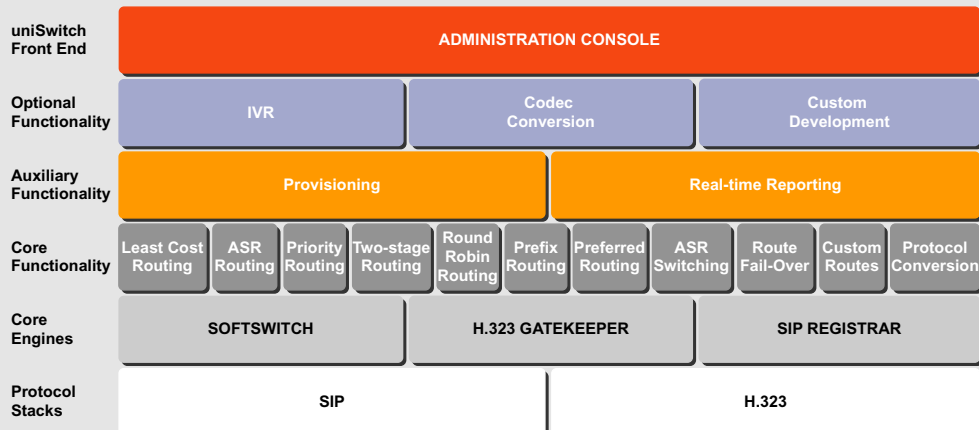 uniSwitch
Front End
ADMINISTRATION CONSOLE
Optional
Functionality
IVR
Codec
Conversion
Custom
Development
Auxiliary
Functionality
Provisioning
Real-time Reporting
Core
Functionality
Least Cost
Routing
ASR
Routing
Priority
Routing
Two-stage
Routing
Round
Robin
Routing
Prefix
Routing
Preferred
Routing
ASR
Switching
Route
Fail-Over
Custom
Routes
Protocol
Conversion
Core
Engines
SOFTSWITCH
H.323 GATEKEEPER
SIP REGISTRAR
Protocol
Stacks
SIP
H.323